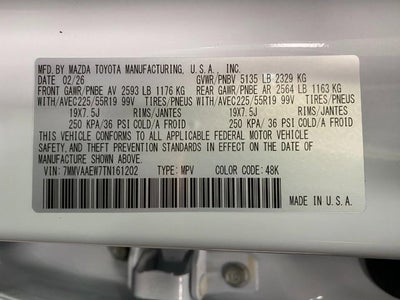 MFD. BY MAZDA TOYOTA MANUFACTURING, U.S.A., INC.
DATE 02/26 GVWR/PNBV 5135 LB 2329 KG
FRONT GAWR/PNBE AV 2593 LB 1176 KG REAR GAWR/PNBE AR 2564 LB 1163 KG
WITH/AVEC225/55R19 99V TIRES/PNEUS WITH/AVEC225/55R19 99V TIRES/PNEUS
19X7.5J RIMS/JANTES 19X7.5J RIMS/JANTES
250 KPA/36 PSI COLD/A FROID 250 KPA/36 PSI COLD/A FROID
THIS VEHICLE CONFORMS TO ALL APPLICABLE FEDERAL MOTOR VEHICLE
SAFETY, AND THEFT PREVENTION STANDARDS IN EFFECT ON THE DATE OF
MANUFACTURE SHOWN ABOVE.
VIN: 7MMVAAEW7TN161202 TYPE: MPV COLOR CODE: 48K
MADE IN U.S.A.